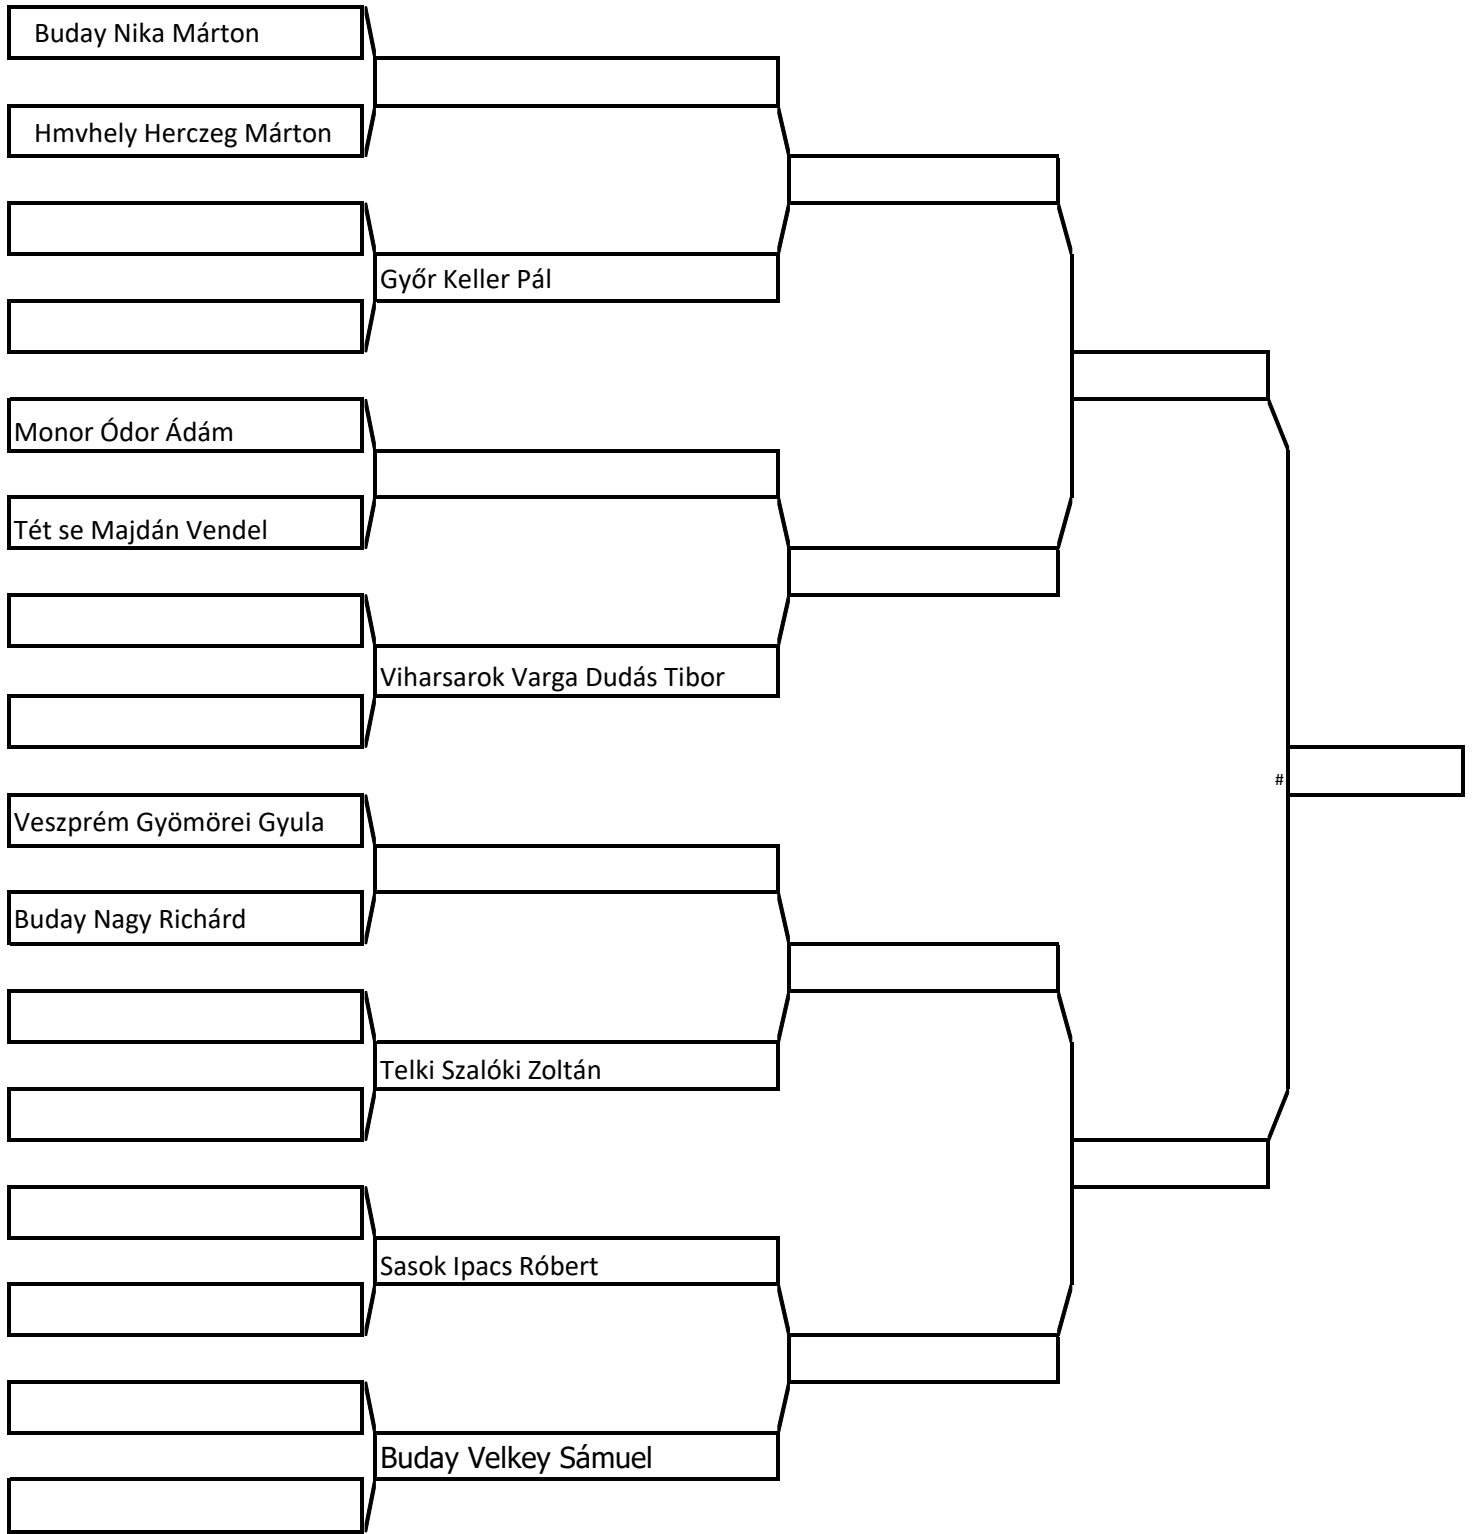 Buday Nika Márton
Hmvhely Herczeg Márton
Győr Keller Pál
Monor Ódor Ádám
Tét se Majdán Vendel
Viharsarok Varga Dudás Tibor
#
Veszprém Gyömörei Gyula
Buday Nagy Richárd
Telki Szalóki Zoltán
Sasok Ipacs Róbert
Buday Velkey Sámuel